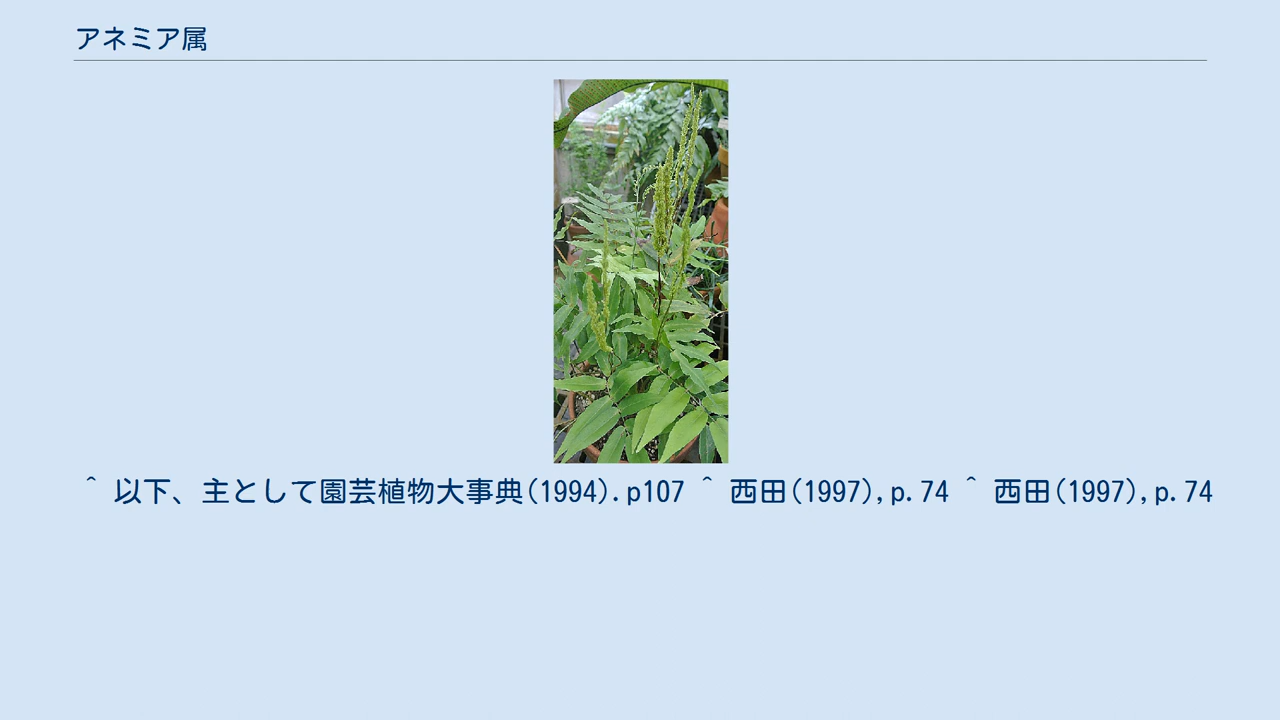 アネミア属
^ 以下、主として園芸植物大事典(1994).p107 ^ 西田(1997),p.74 ^ 西田(1997),p.74